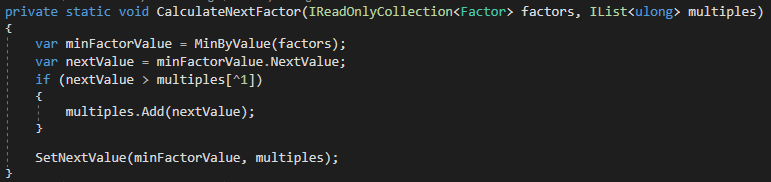 private static void CalculateNextFactor(IReadOnlyCollection<Factor> factors, IList<ulong> multiples)
{
    var minFactorValue = MinByValue(factors);
    var nextValue = minFactorValue.NextValue;
    if (nextValue > multiples[^1])
    {
        multiples.Add(nextValue);
    }

    SetNextValue(minFactorValue, multiples);
}